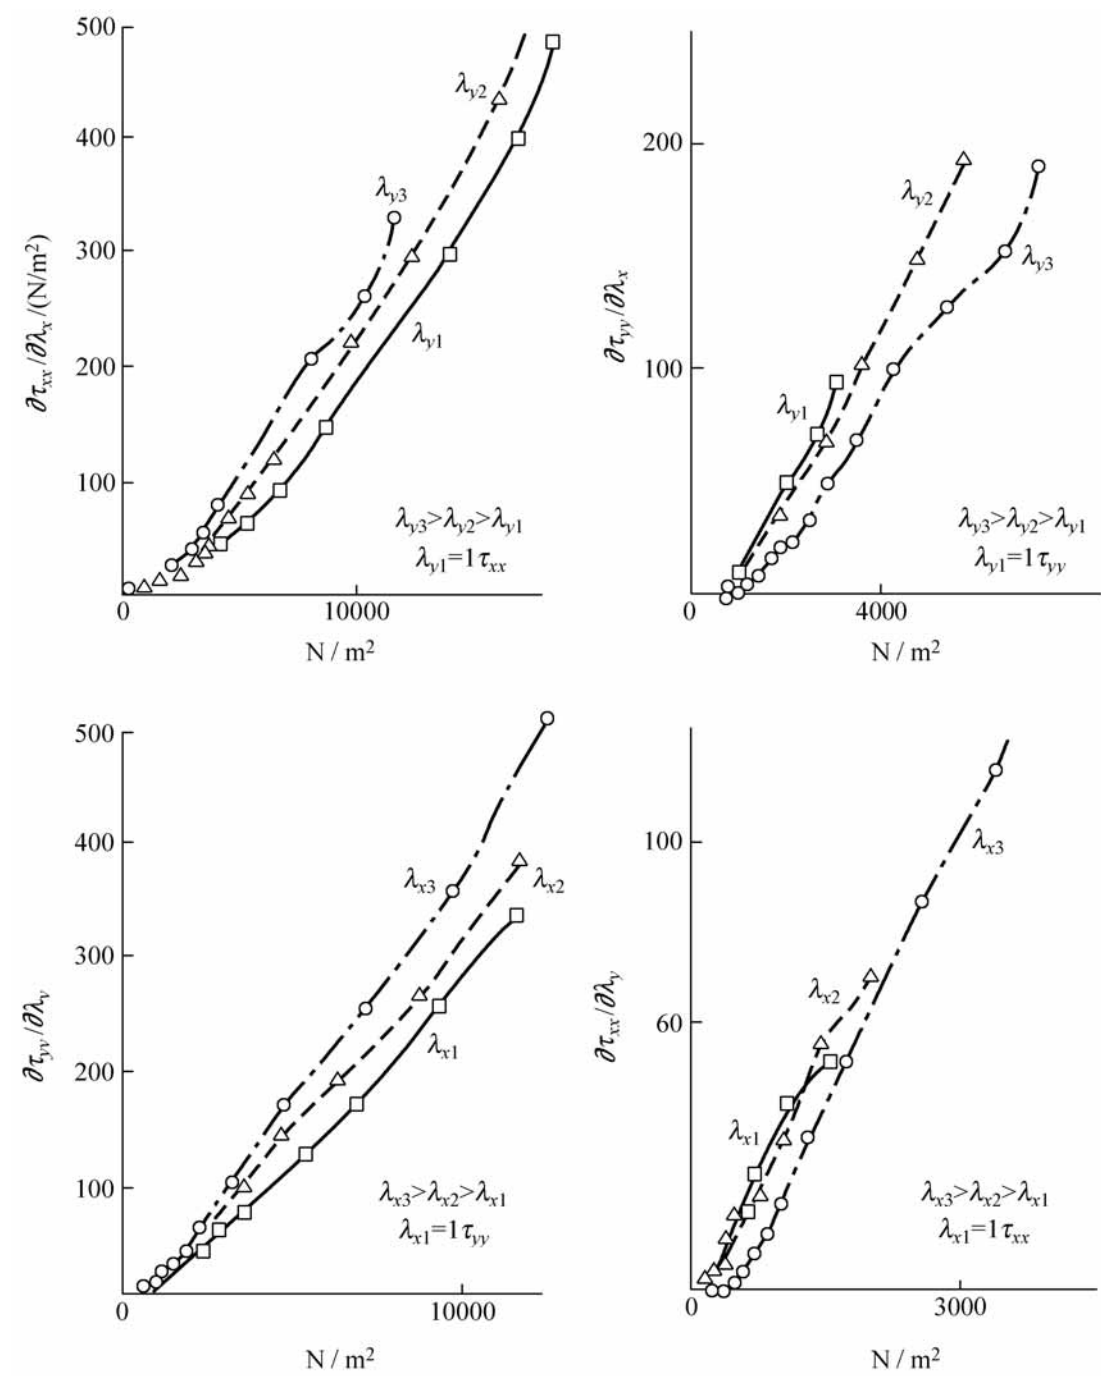 500
400
300
200
100
0
10000
∂τxx/∂λx/(N/m²)
N / m²
λy3
λy2
λy1
λy3>λy2>λy1
λy1=1τxx
200
100
0
4000
∂τyy/∂λx
N / m²
λy1
λy2
λy3
λy3>λy2>λy1
λy1=1τyy
500
400
300
200
100
0
10000
∂τyy/∂λy
N / m²
λx3
λx2
λx1
λx3>λx2>λx1
λx1=1τyy
100
60
0
3000
∂τxx/∂λy
N / m²
λx3
λx2
λx1
λx3>λx2>λx1
λx1=1τxx